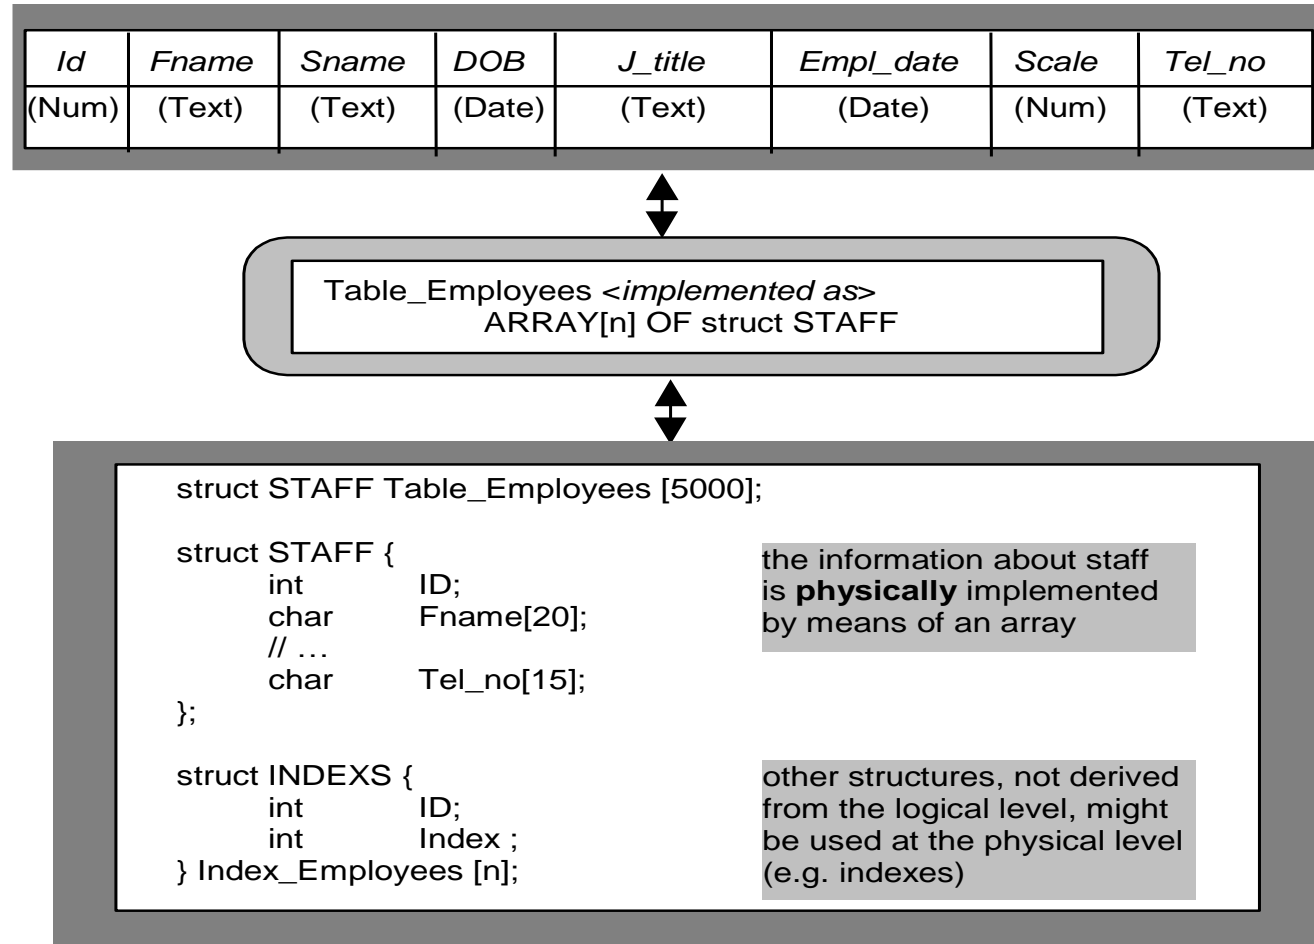 Id Fname Sname DOB J_title Empl_date Scale Tel_no
(Num) (Text) (Text) (Date) (Text) (Date) (Num) (Text)
Table_Employees <implemented as>
ARRAY[n] OF struct STAFF
struct STAFF Table_Employees [5000];
struct STAFF {
int ID;
char Fname[20];
// …
char Tel_no[15];
};
the information about staff
is physically implemented
by means of an array
struct INDEXS {
int ID;
int Index ;
} Index_Employees [n];
other structures, not derived
from the logical level, might
be used at the physical level
(e.g. indexes)